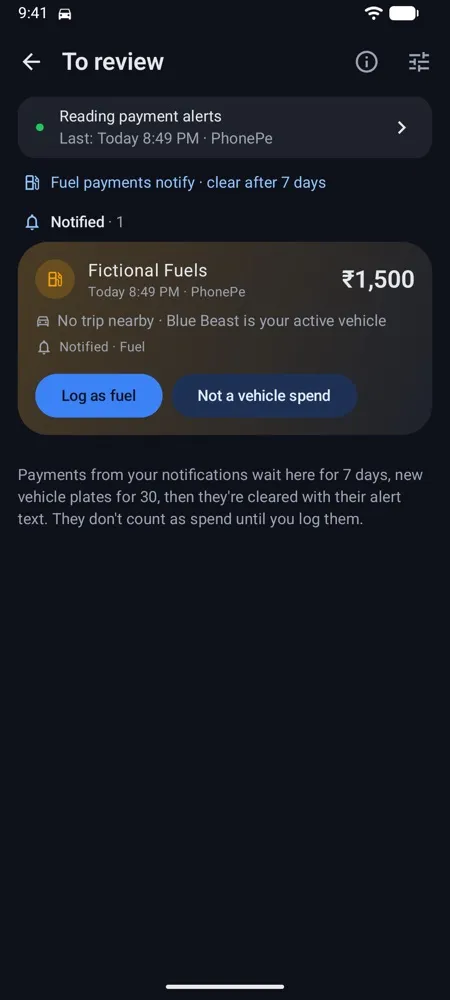 9:41
To review
Reading payment alerts
Last: Today 8:49 PM · PhonePe
Fuel payments notify · clear after 7 days
Notified · 1
Fictional Fuels
Today 8:49 PM · PhonePe
₹1,500
No trip nearby · Blue Beast is your active vehicle
Notified · Fuel
Log as fuel
Not a vehicle spend
Payments from your notifications wait here for 7 days, new
vehicle plates for 30, then they're cleared with their alert
text. They don't count as spend until you log them.